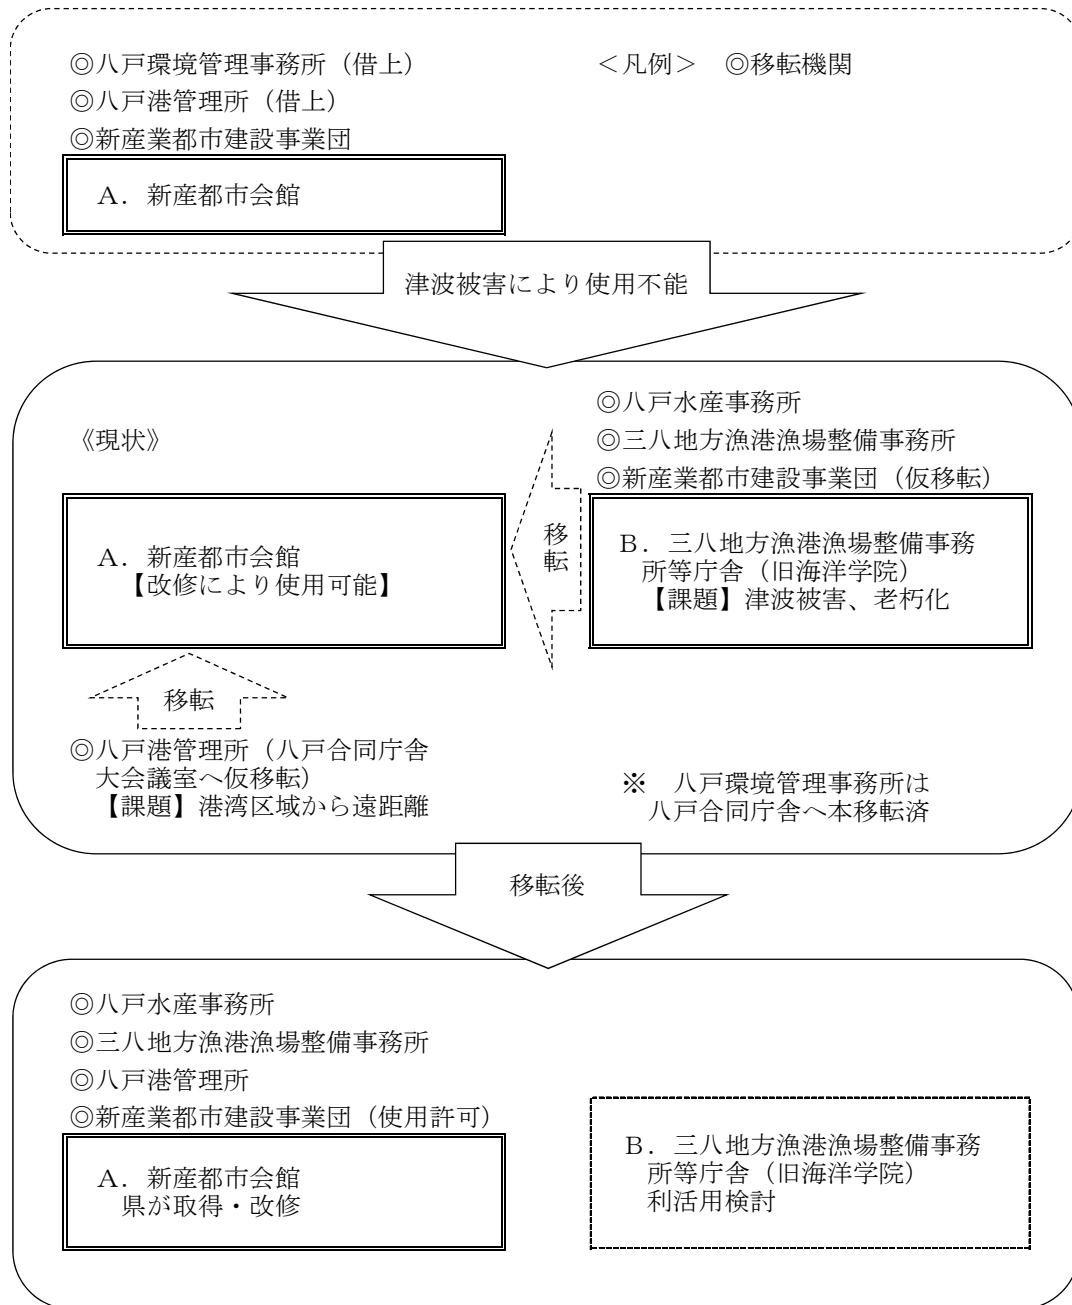 ◎八戸環境管理事務所（借上）
＜凡例＞　◎移転機関
◎八戸港管理所（借上）
◎新産業都市建設事業団
Ａ．新産都市会館
津波被害により使用不能
《現状》
◎八戸水産事務所
◎三八地方漁港漁場整備事務所
◎新産業都市建設事業団（仮移転）
Ａ．新産都市会館
【改修により使用可能】
移転
Ｂ．三八地方漁港漁場整備事務
所等庁舎（旧海洋学院）
【課題】津波被害、老朽化
移転
◎八戸港管理所（八戸合同庁舎
大会議室へ仮移転）
【課題】港湾区域から遠距離
※　八戸環境管理事務所は
八戸合同庁舎へ本移転済
移転後
◎八戸水産事務所
◎三八地方漁港漁場整備事務所
◎八戸港管理所
◎新産業都市建設事業団（使用許可）
Ａ．新産都市会館
県が取得・改修
Ｂ．三八地方漁港漁場整備事務
所等庁舎（旧海洋学院）
利活用検討